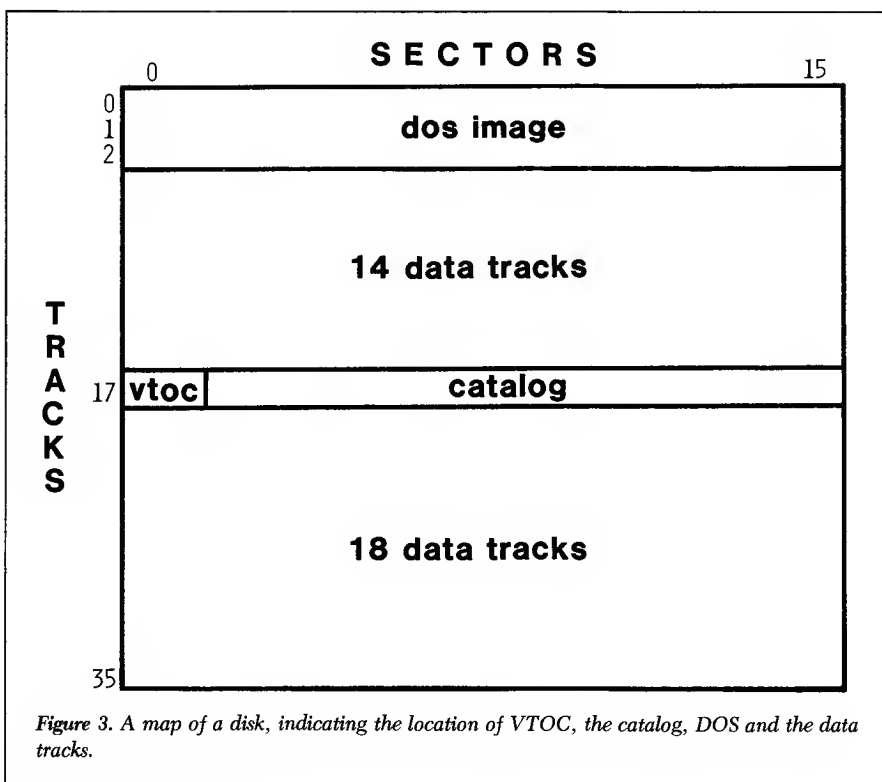 SECTORS
0 15
0
1
2
dos image
14 data tracks
TRACKS
17
vtoc catalog
18 data tracks
35
Figure 3. A map of a disk, indicating the location of VTOC, the catalog, DOS and the data
tracks.